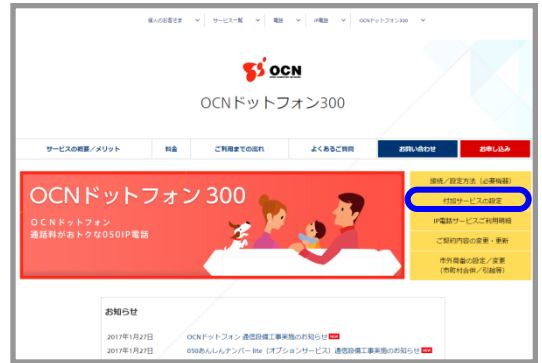 個人のお客さま サービス一覧 電話 IP電話 OCNドットフォン300
OCN
OCNドットフォン300
サービスの概要／メリット 料金 ご利用までの流れ よくあるご質問 お問い合わせ お申し込み
OCNドットフォン 300
OCNドットフォン
通話料がおトクな050IP電話
接続／設定方法（必要機器）
付加サービスの設定
IP電話サービスご利用明細
ご契約内容の変更・更新
市外局番の設定／変更
（市町村合併／引越等）
お知らせ
2017年1月27日 OCNドットフォン 通信設備工事実施のお知らせ NEW
2017年1月27日 050あんしんナンバー lite（オプションサービス）通信設備工事実施のお知らせ NEW